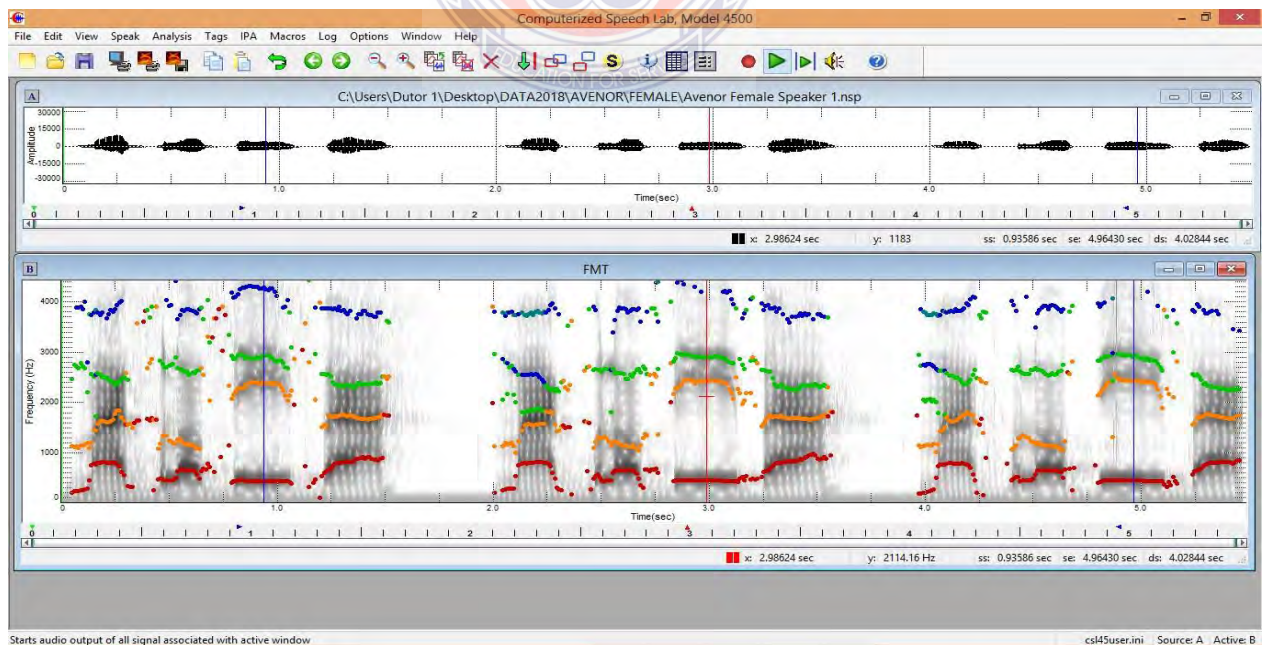 Computerized Speech Lab, Model 4500
File Edit View Speak Analysis Tags IPA Macros Log Options Window Help
S
A
C:\Users\Dutor 1\Desktop\DATA2018\AVENOR\FEMALE\Avenor Female Speaker 1.nsp
30000
15000
0
-15000
-30000
Amplitude
0 1.0 2.0 3.0 4.0 5.0
Time(sec)
0 1 2 3 4 5
x: 2.98624 sec y: 1183 ss: 0.93586 sec se: 4.96430 sec ds: 4.02844 sec
B
FMT
4000
3000
2000
1000
0
Frequency (Hz)
0 1.0 2.0 3.0 4.0 5.0
Time(sec)
0 1 2 3 4 5
x: 2.98624 sec y: 2114.16 Hz ss: 0.93586 sec se: 4.96430 sec ds: 4.02844 sec
Starts audio output of all signal associated with active window
csl45user.ini Source: A Active: B